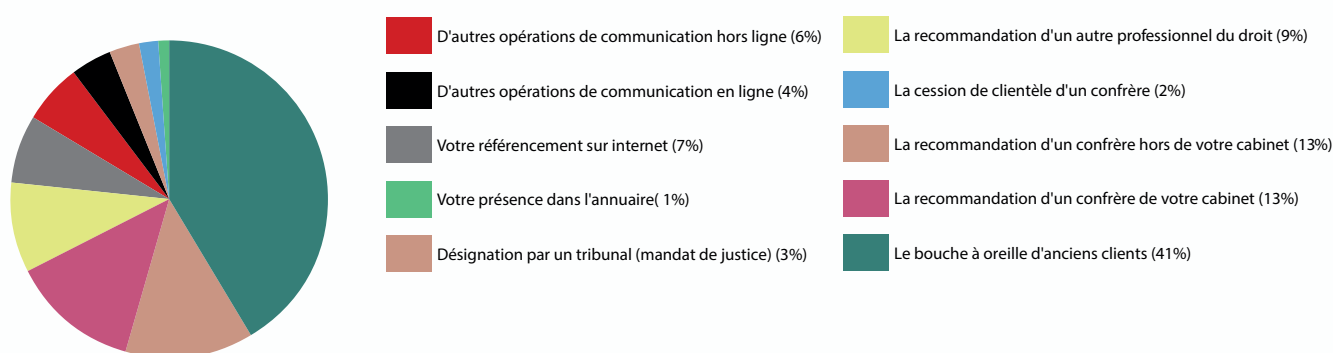 D'autres opérations de communication hors ligne (6%)
D'autres opérations de communication en ligne (4%)
Votre référencement sur internet (7%)
Votre présence dans l'annuaire( 1%)
Désignation par un tribunal (mandat de justice) (3%)
La recommandation d'un autre professionnel du droit (9%)
La cession de clientèle d'un confrère (2%)
La recommandation d'un confrère hors de votre cabinet (13%)
La recommandation d'un confrère de votre cabinet (13%)
Le bouche à oreille d'anciens clients (41%)